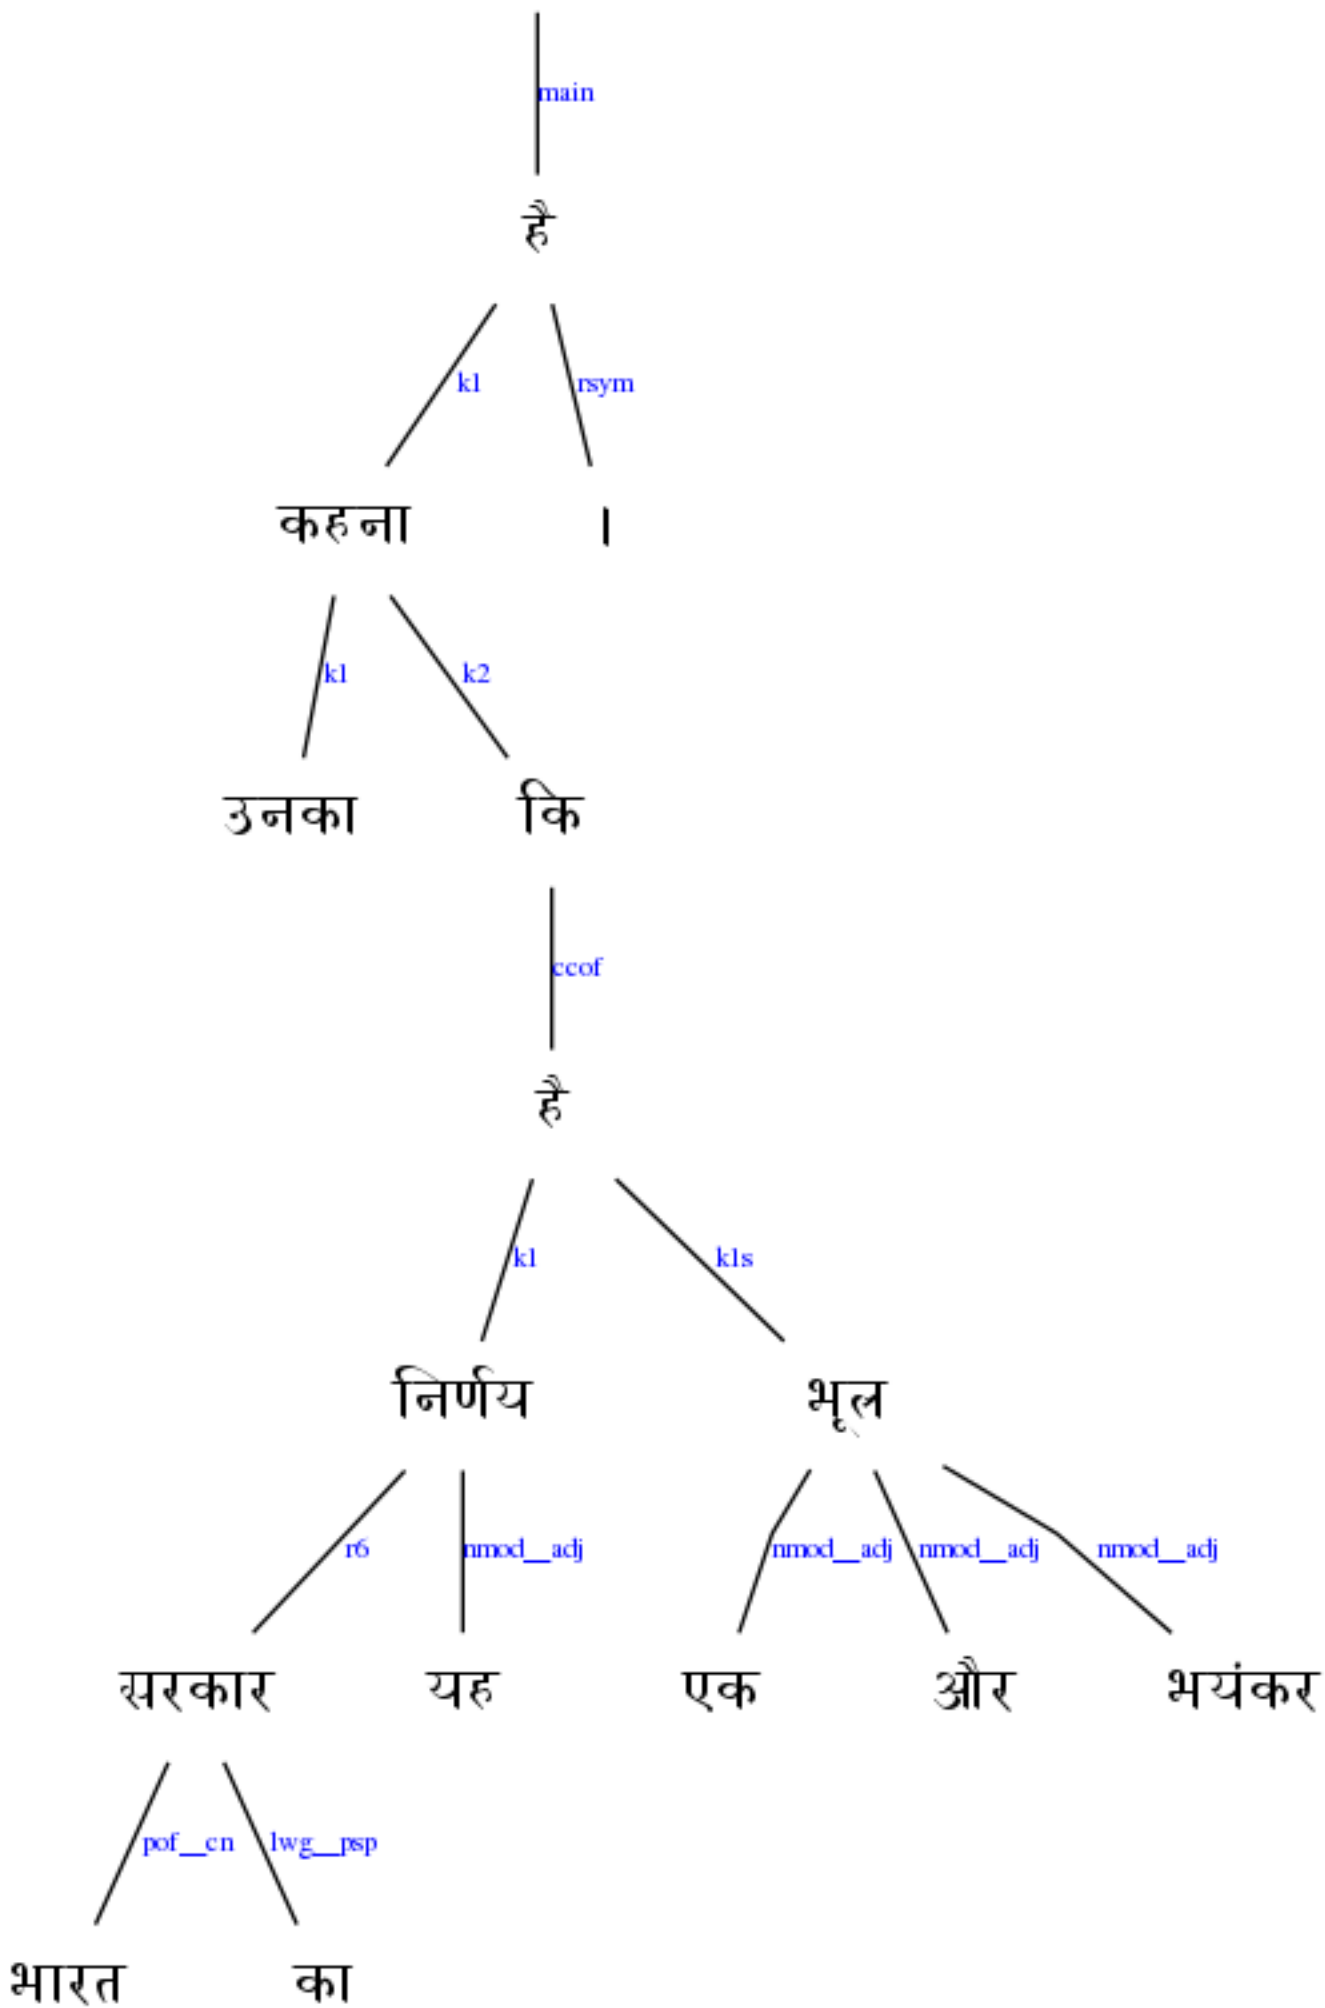 main
है
k1 rsym
कहना ।
k1 k2
उनका कि
ccof
है
k1 k1s
निर्णय भूल
r6 nmod__adj nmod__adj nmod__adj nmod__adj
सरकार यह एक और भयंकर
pof__cn lwg__psp
भारत का